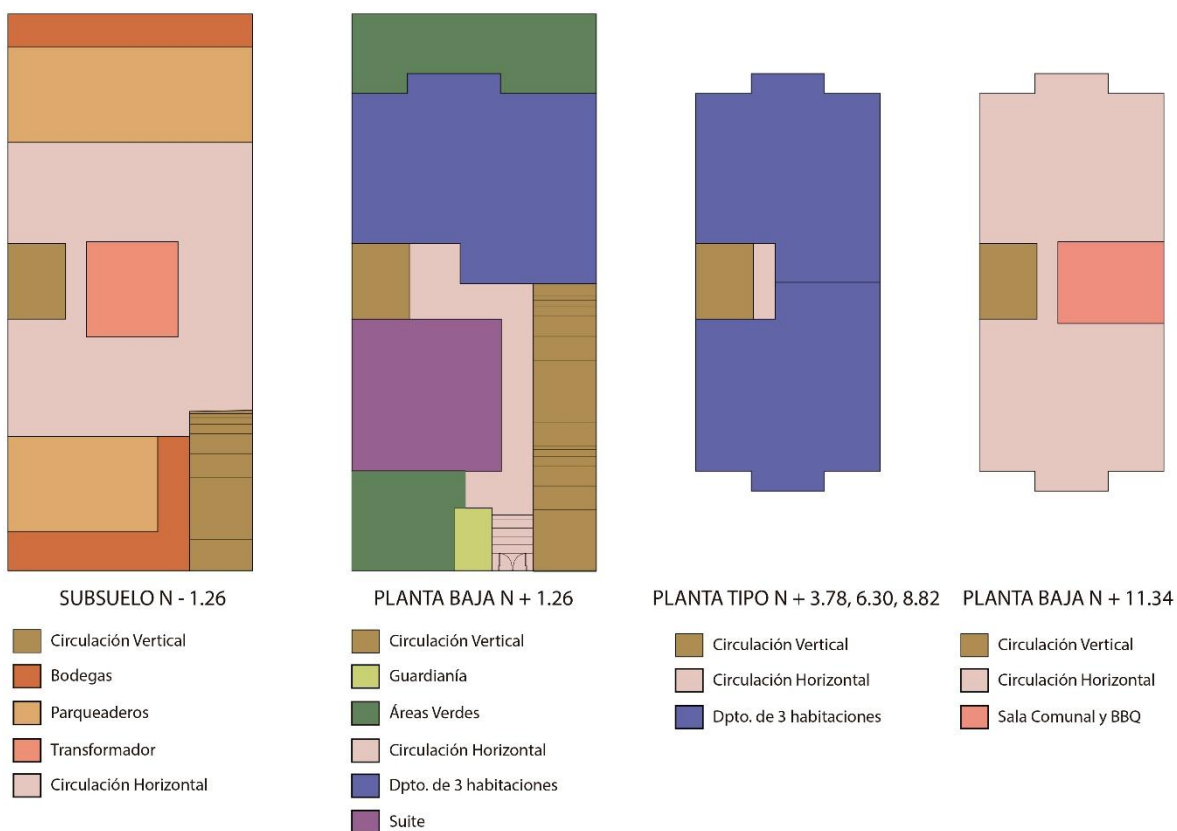 SUBSUELO N - 1.26
Circulación Vertical
Bodegas
Parqueaderos
Transformador
Circulación Horizontal
PLANTA BAJA N + 1.26
Circulación Vertical
Guardianía
Áreas Verdes
Circulación Horizontal
Dpto. de 3 habitaciones
Suite
PLANTA TIPO N + 3.78, 6.30, 8.82
Circulación Vertical
Circulación Horizontal
Dpto. de 3 habitaciones
PLANTA BAJA N + 11.34
Circulación Vertical
Circulación Horizontal
Sala Comunal y BBQ